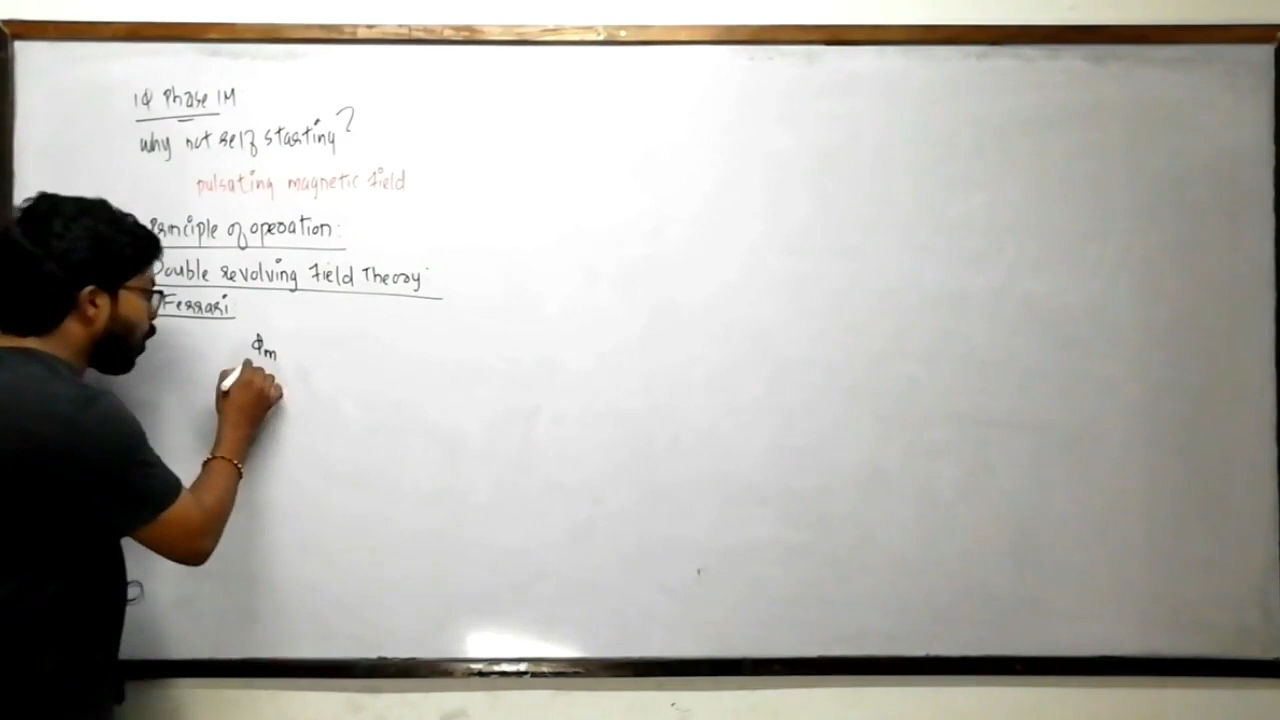 1Φ Phase IM
why not self starting?
pulsating magnetic field
Principle of operation:
Double revolving Field Theory:
Ferrari
Φm